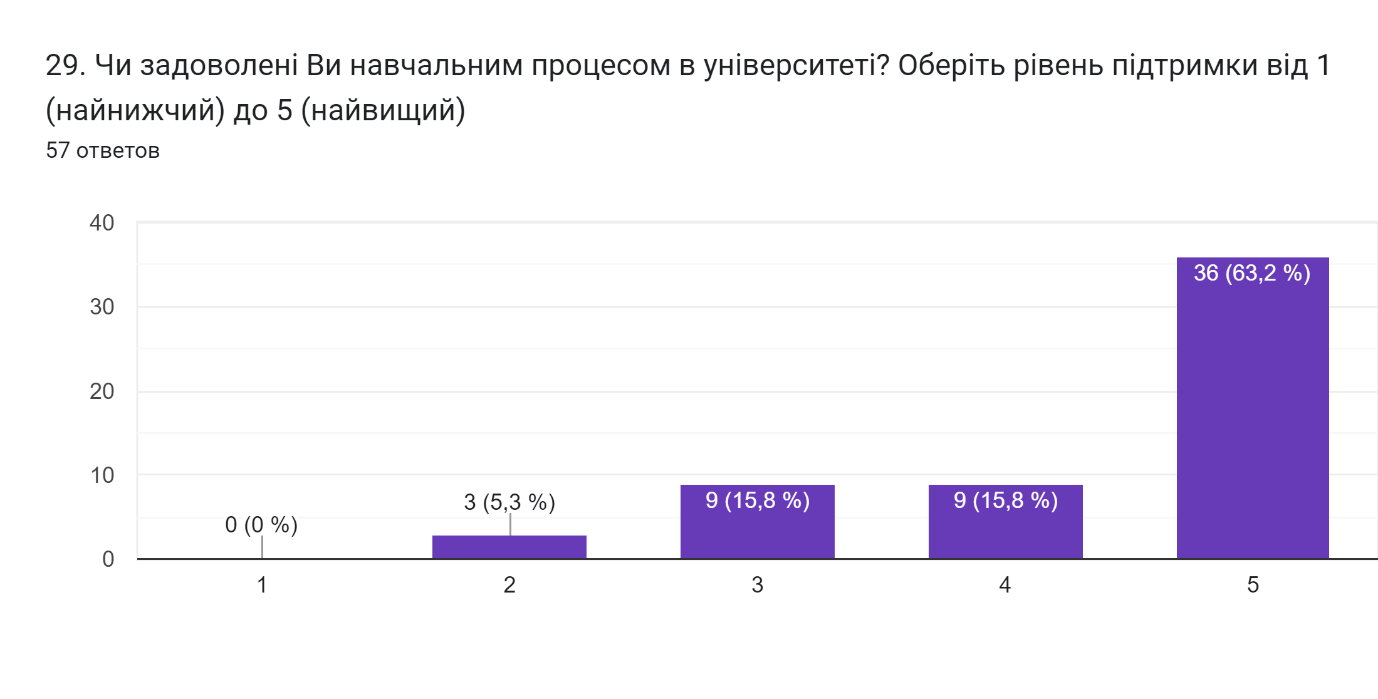 29. Чи задоволені Ви навчальним процесом в університеті? Оберіть рівень підтримки від 1
(найнижчий) до 5 (найвищий)
57 ответов
40
30
20
10
0
0 (0 %)
3 (5,3 %)
9 (15,8 %)
9 (15,8 %)
36 (63,2 %)
1
2
3
4
5